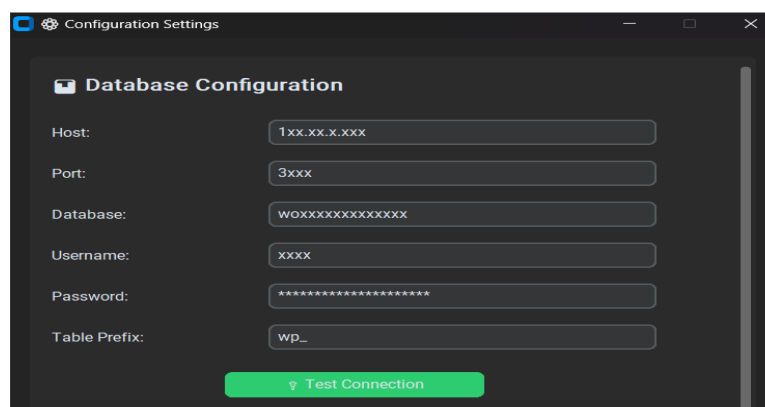 Configuration Settings
Database Configuration
Host: 1xx.xx.x.xxx
Port: 3xxx
Database: woxxxxxxxxxxxxxx
Username: xxxx
Password: *********************
Table Prefix: wp_
Test Connection